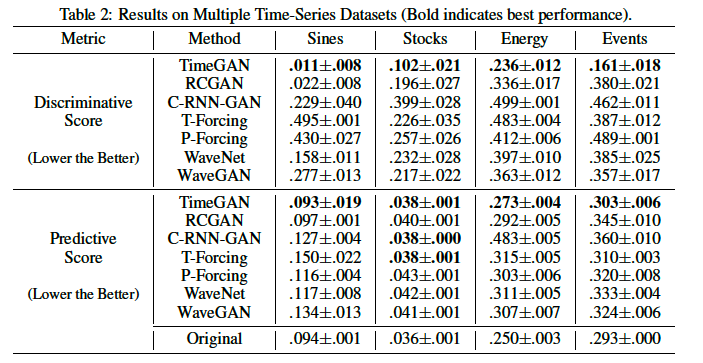 Table 2: Results on Multiple Time-Series Datasets (Bold indicates best performance).
Metric Method Sines Stocks Energy Events
TimeGAN .011±.008 .102±.021 .236±.012 .161±.018
RCGAN .022±.008 .196±.027 .336±.017 .380±.021
Discriminative C-RNN-GAN .229±.040 .399±.028 .499±.001 .462±.011
Score T-Forcing .495±.001 .226±.035 .483±.004 .387±.012
P-Forcing .430±.027 .257±.026 .412±.006 .489±.001
(Lower the Better) WaveNet .158±.011 .232±.028 .397±.010 .385±.025
WaveGAN .277±.013 .217±.022 .363±.012 .357±.017
TimeGAN .093±.019 .038±.001 .273±.004 .303±.006
RCGAN .097±.001 .040±.001 .292±.005 .345±.010
Predictive C-RNN-GAN .127±.004 .038±.000 .483±.005 .360±.010
Score T-Forcing .150±.022 .038±.001 .315±.005 .310±.003
P-Forcing .116±.004 .043±.001 .303±.006 .320±.008
(Lower the Better) WaveNet .117±.008 .042±.001 .311±.005 .333±.004
WaveGAN .134±.013 .041±.001 .307±.007 .324±.006
Original .094±.001 .036±.001 .250±.003 .293±.000